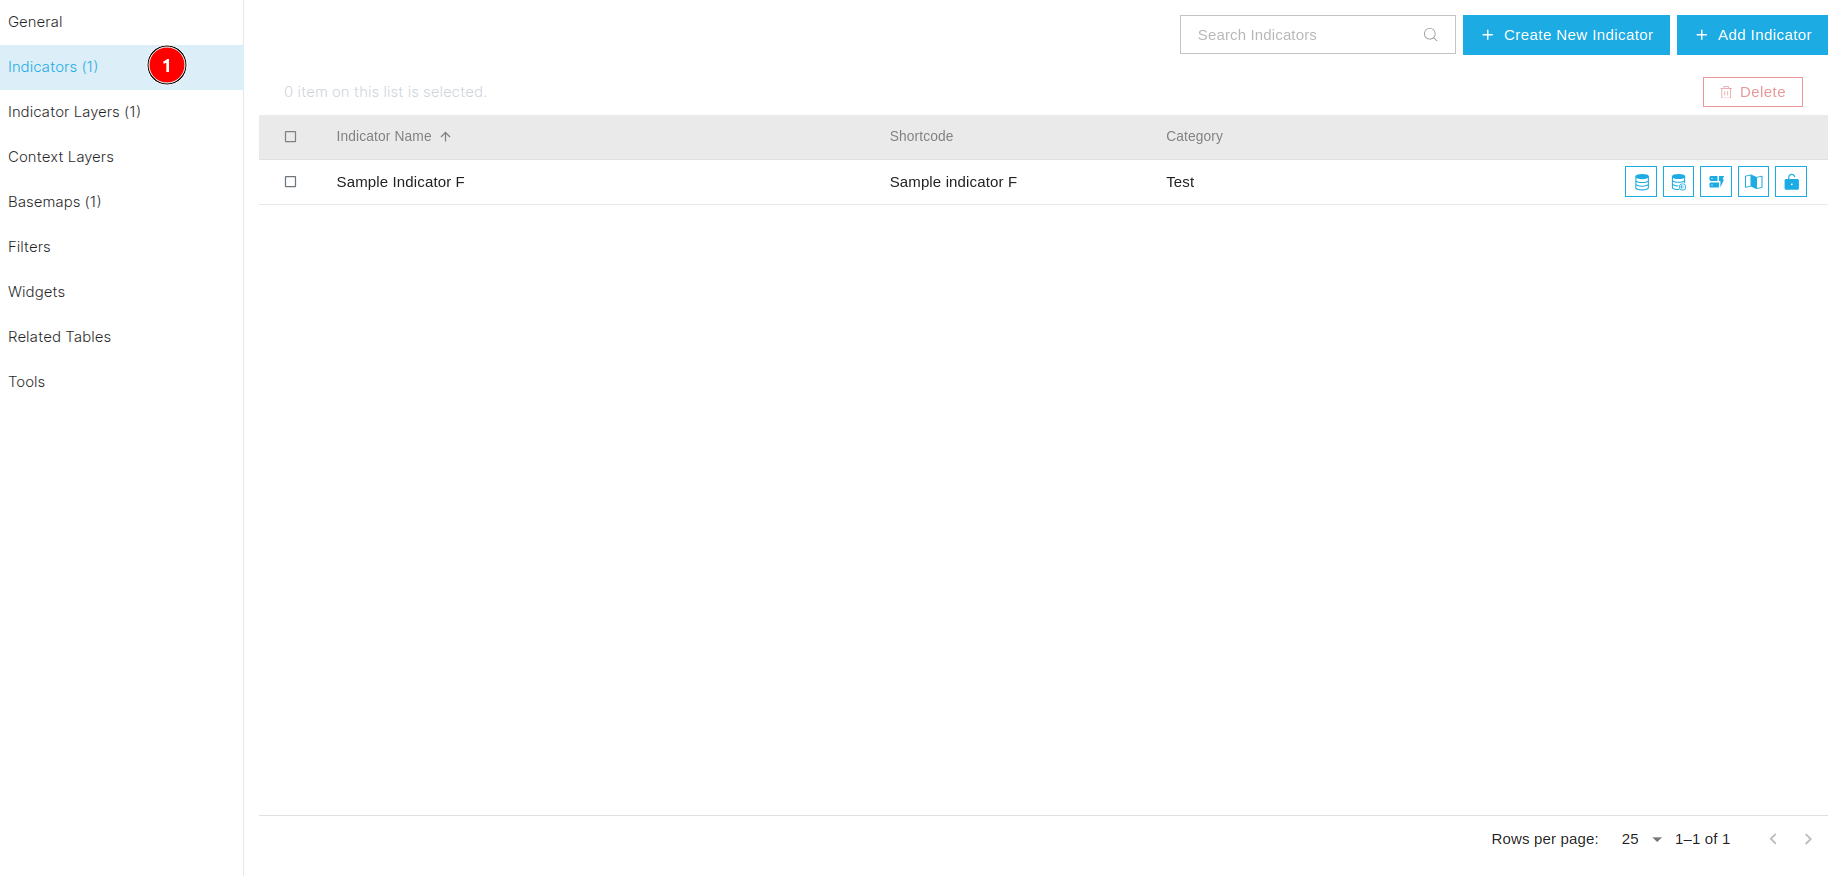 General
Indicators (1)
1
Indicator Layers (1)
Context Layers
Basemaps (1)
Filters
Widgets
Related Tables
Tools
Search Indicators
+ Create New Indicator
+ Add Indicator
0 item on this list is selected.
Delete
Indicator Name Shortcode Category
Sample Indicator F Sample indicator F Test
Rows per page: 25 1–1 of 1